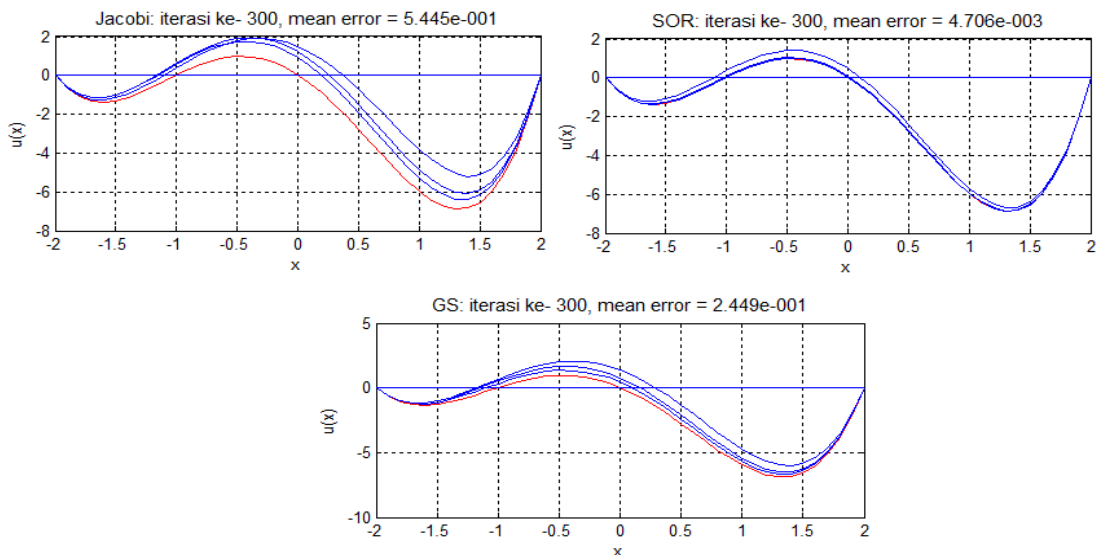 Jacobi: iterasi ke- 300, mean error = 5.445e-001
2
0
-2
-4
-6
-8
u(x)
-2 -1.5 -1 -0.5 0 0.5 1 1.5 2
x
SOR: iterasi ke- 300, mean error = 4.706e-003
2
0
-2
-4
-6
-8
u(x)
-2 -1.5 -1 -0.5 0 0.5 1 1.5 2
x
GS: iterasi ke- 300, mean error = 2.449e-001
5
0
-5
-10
u(x)
-2 -1.5 -1 -0.5 0 0.5 1 1.5 2
x